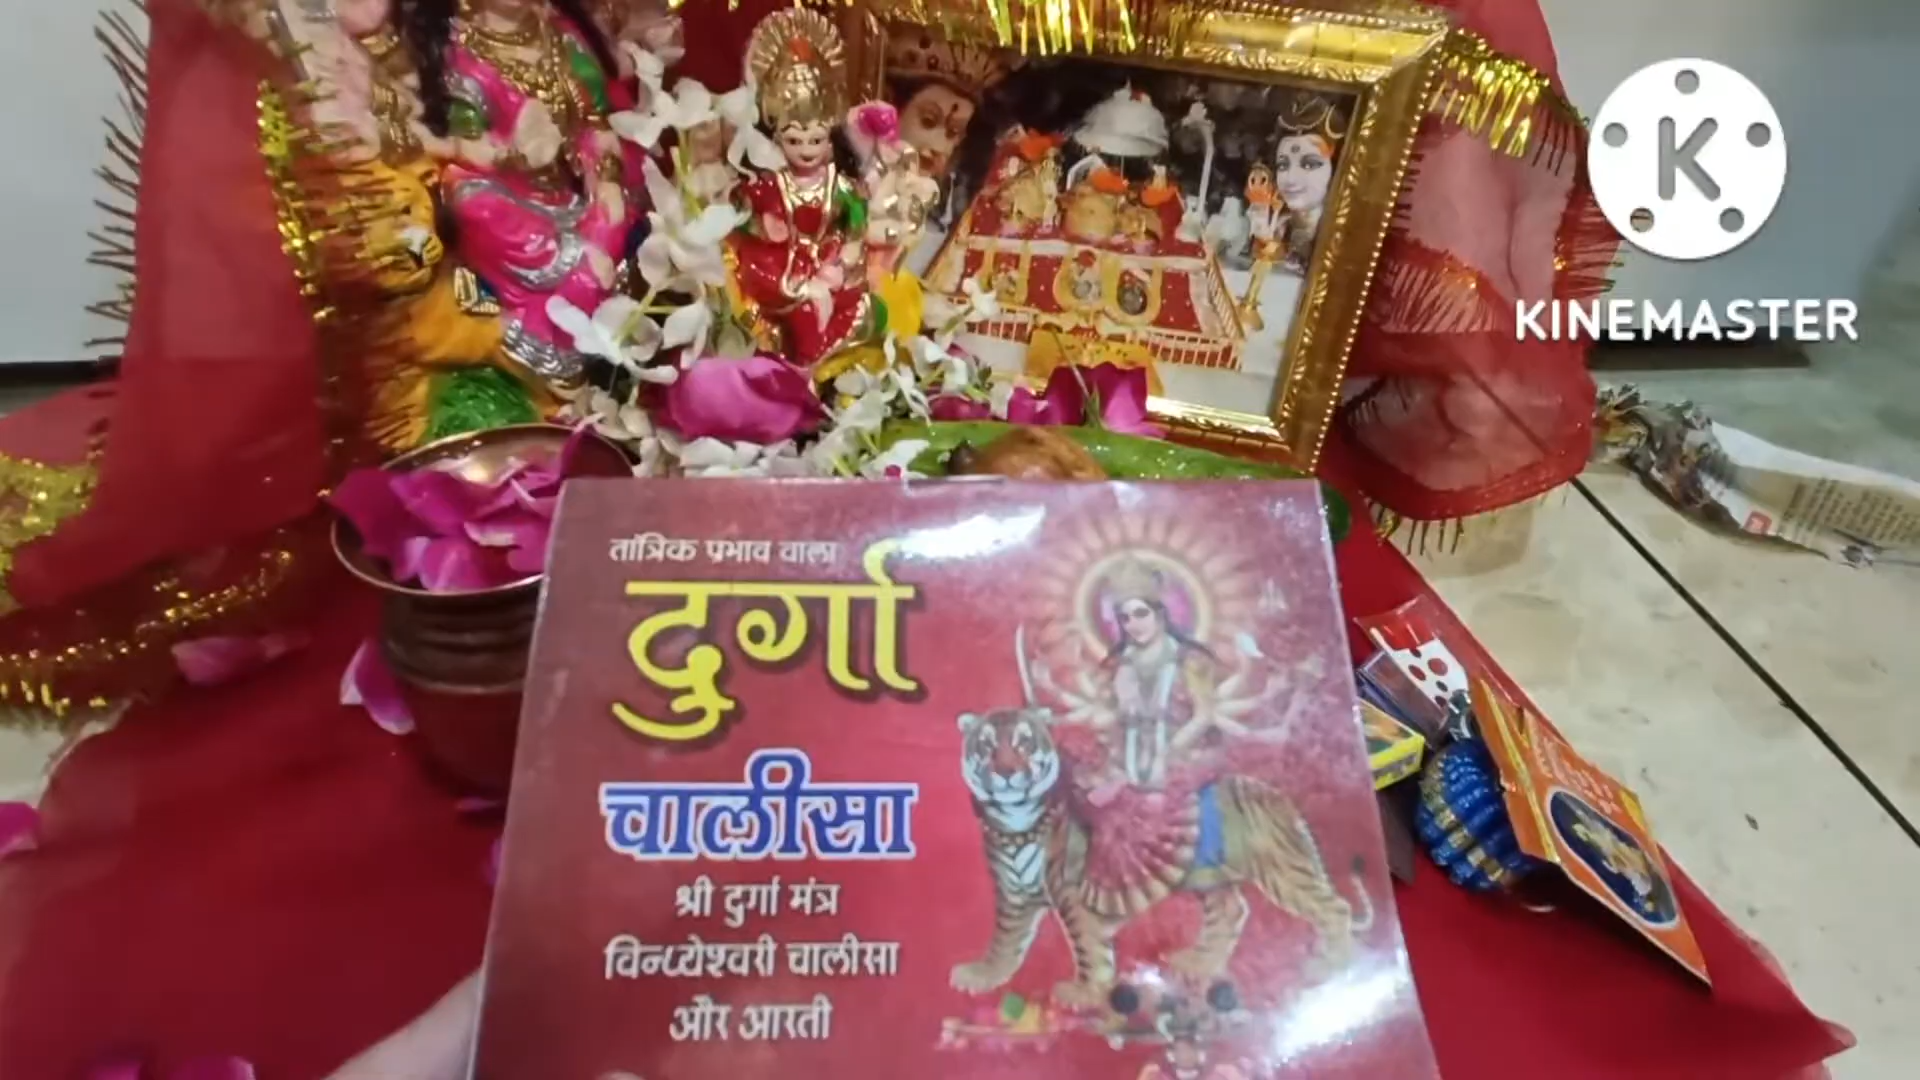 K
KINEMASTER
तांत्रिक प्रभाव वाला
दुर्गा
चालीसा
श्री दुर्गा मंत्र
विन्ध्येश्वरी चालीसा
और आरती